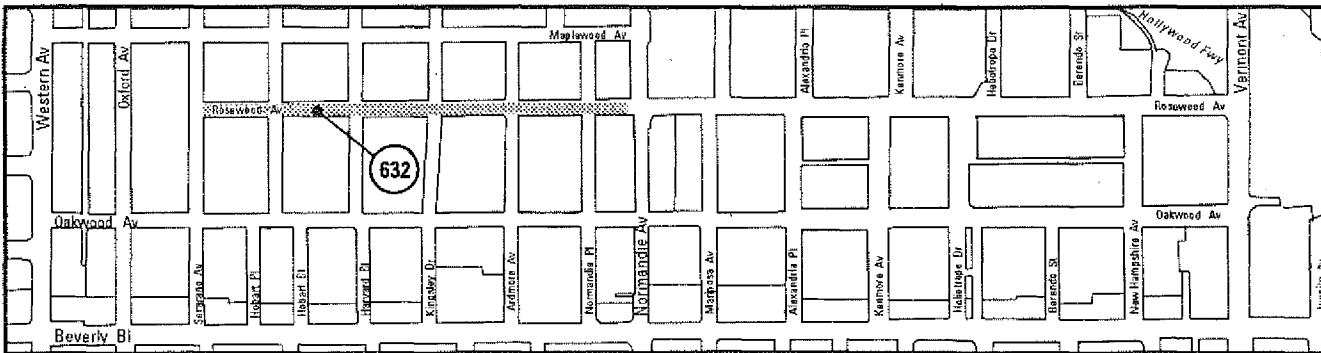 Maplewood Av
Hollywood Fwy
Western Av
Oxford Av
Alexandria Pl
Kenmore Av
Heliotrope Dr
Berendo St
Vermont Av
Rosewood Av
Rosewood Av
632
Oakwood Av
Oakwood Av
Serrano Av
Hobart Pl
Hobart Bl
Harvard Bl
Kingsley Dr
Ardmore Av
Normandie Pl
Normandie Av
Mariposa Av
Alexandria Pl
Kenmore Av
Heliotrope Dr
Berendo St
New Hampshire Av
Beverly Bl